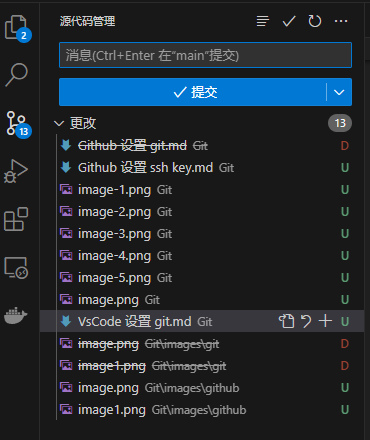 源代码管理
2
消息(Ctrl+Enter 在"main"提交)
提交
13
更改 13
Github 设置 git.md Git D
Github 设置 ssh key.md Git U
image-1.png Git U
image-2.png Git U
image-3.png Git U
image-4.png Git U
image-5.png Git U
image.png Git U
VsCode 设置 git.md Git U
image.png Git\images\git D
image1.png Git\images\git D
image.png Git\images\github U
image1.png Git\images\github U